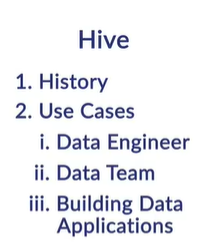 Hive
1. History
2. Use Cases
i. Data Engineer
ii. Data Team
iii. Building Data
Applications